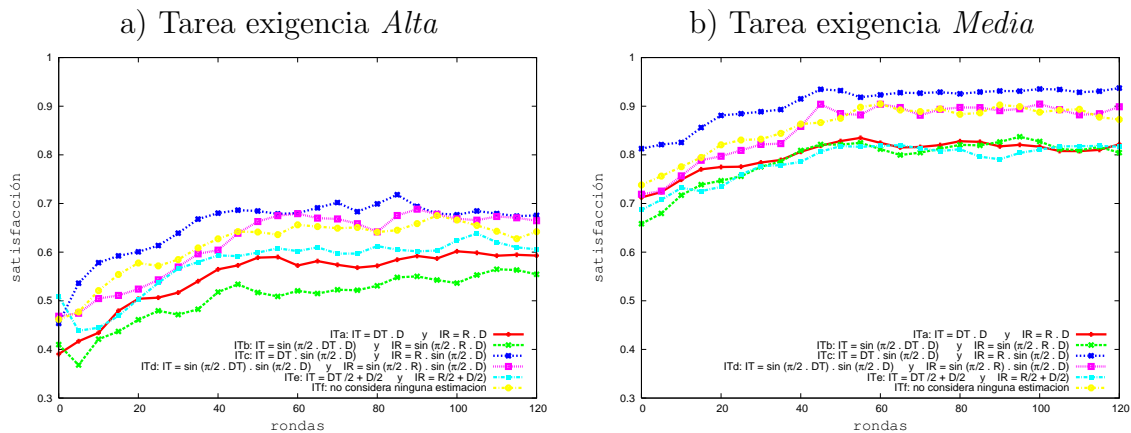 a) Tarea exigencia Alta
1
0.9
0.8
0.7
0.6
0.5
0.4
0.3
satisfacción
ITa: IT = DT . D y IR = R . D
ITb: IT = sin (π/2 . DT . D) y IR = sin (π/2 . R . D)
ITc: IT = DT . sin (π/2 . D) y IR = R . sin (π/2 . D)
ITd: IT = sin (π/2 . DT) . sin (π/2 . D) y IR = sin (π/2 . R) . sin (π/2 . D)
ITe: IT = DT /2 + D/2 y IR = R/2 + D/2)
ITf: no considera ninguna estimacion
0 20 40 60 80 100 120
rondas
b) Tarea exigencia Media
1
0.9
0.8
0.7
0.6
0.5
0.4
0.3
satisfacción
ITa: IT = DT . D y IR = R . D
ITb: IT = sin (π/2 . DT . D) y IR = sin (π/2 . R . D)
ITc: IT = DT . sin (π/2 . D) y IR = R . sin (π/2 . D)
ITd: IT = sin (π/2 . DT) . sin (π/2 . D) y IR = sin (π/2 . R) . sin (π/2 . D)
ITe: IT = DT /2 + D/2 y IR = R/2 + D/2)
ITf: no considera ninguna estimacion
0 20 40 60 80 100 120
rondas